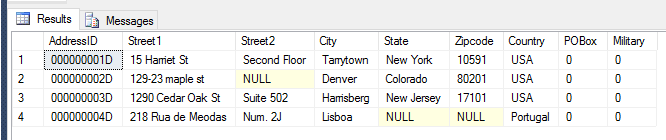 Results Messages
AddressID Street1 Street2 City State Zipcode Country POBox Military
1 000000001D 15 Harriet St Second Floor Tarrytown New York 10591 USA 0 0
2 000000002D 129-23 maple st NULL Denver Colorado 80201 USA 0 0
3 000000003D 1290 Cedar Oak St Suite 502 Harrisberg New Jersey 17101 USA 0 0
4 000000004D 218 Rua de Meodas Num. 2J Lisboa NULL NULL Portugal 0 0